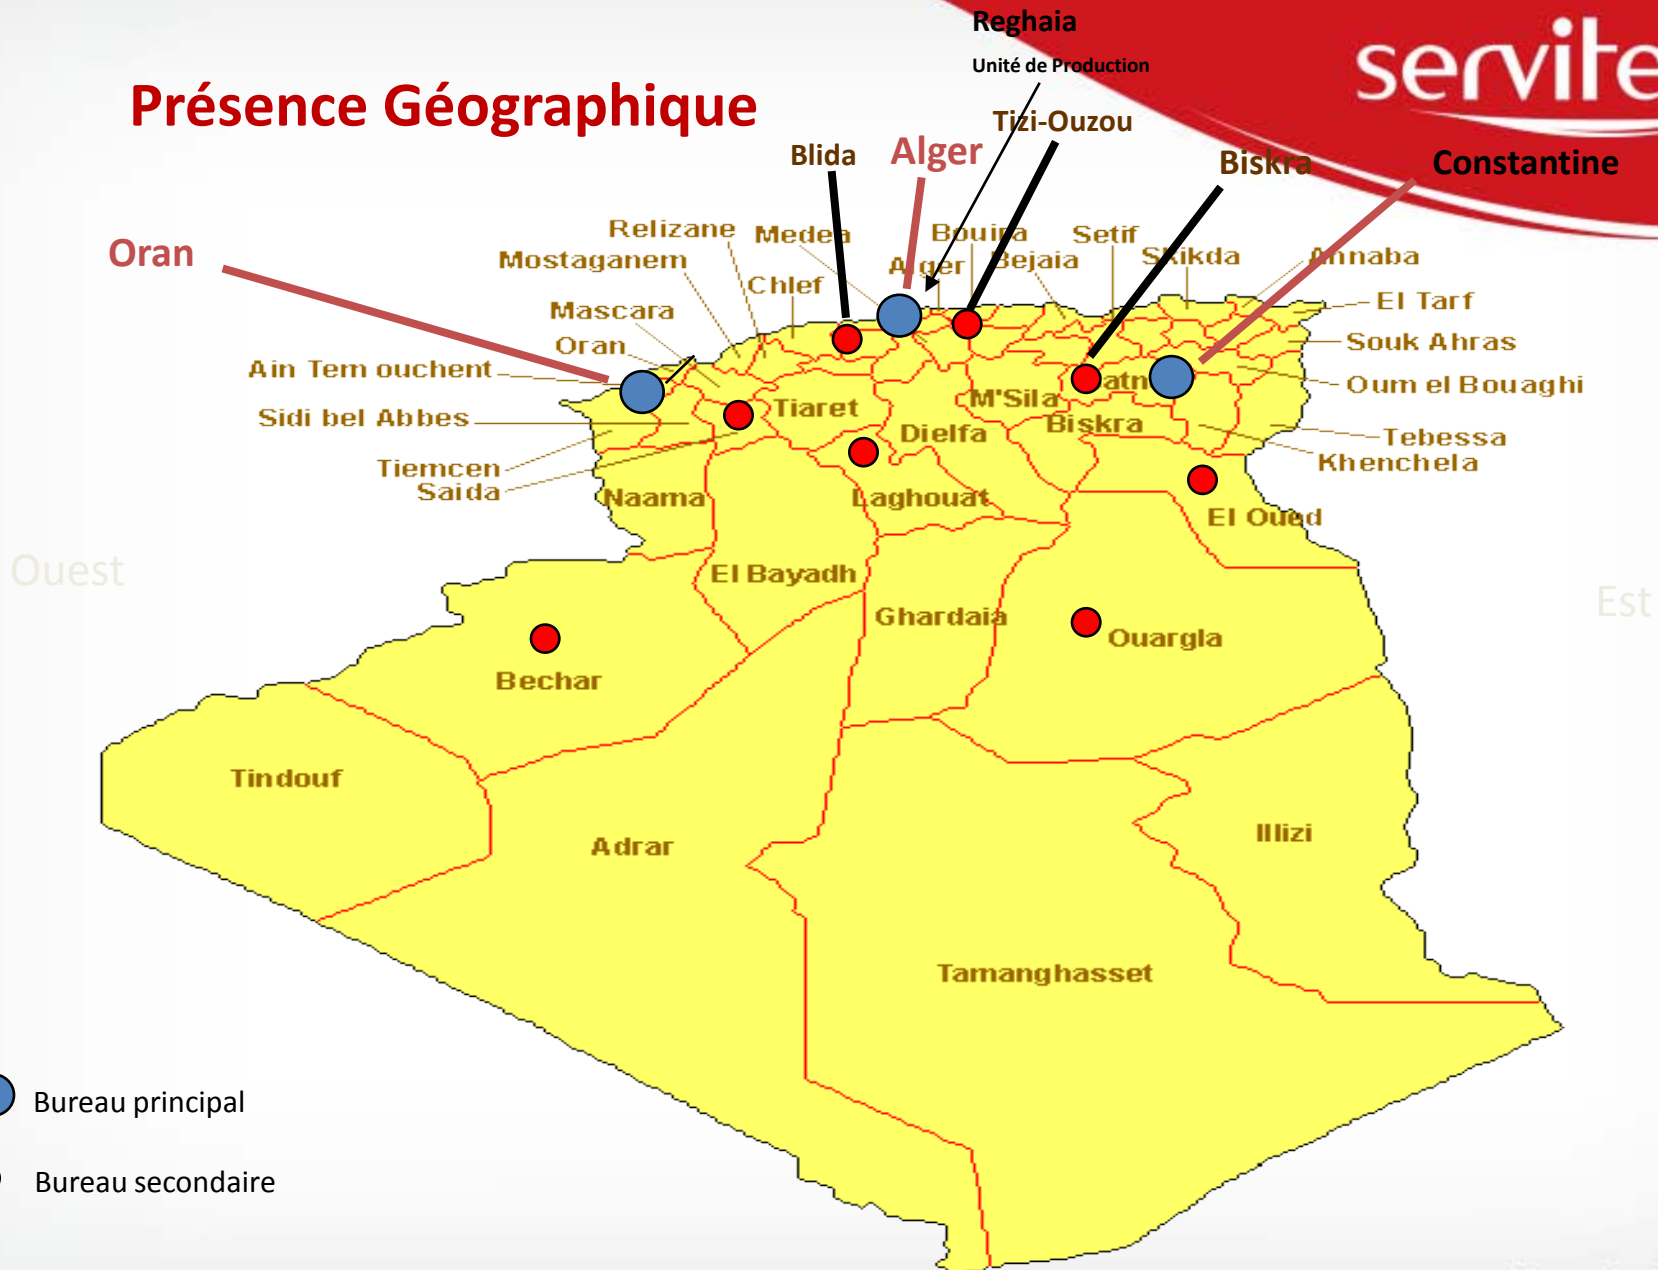 Reghaia
Unité de Production
servite
Présence Géographique
Tizi-Ouzou
Blida
Alger
Biskra
Constantine
Oran
Relizane
Medea
Bouira
Setif
Mostaganem
Alger
Bejaia
Skikda
Annaba
Chlef
El Tarf
Mascara
Oran
Souk Ahras
Ain Tem ouchent
Oum el Bouaghi
M'Sila
atn
Tiaret
Sidi bel Abbes
Dielfa
Biskra
Tebessa
Tiemcen
Khenchela
Saida
Naama
Laghouat
El Oued
Ouest
El Bayadh
Est
Ghardaia
Ouargla
Bechar
Tindouf
Illizi
Adrar
Tamanghasset
Bureau principal
Bureau secondaire